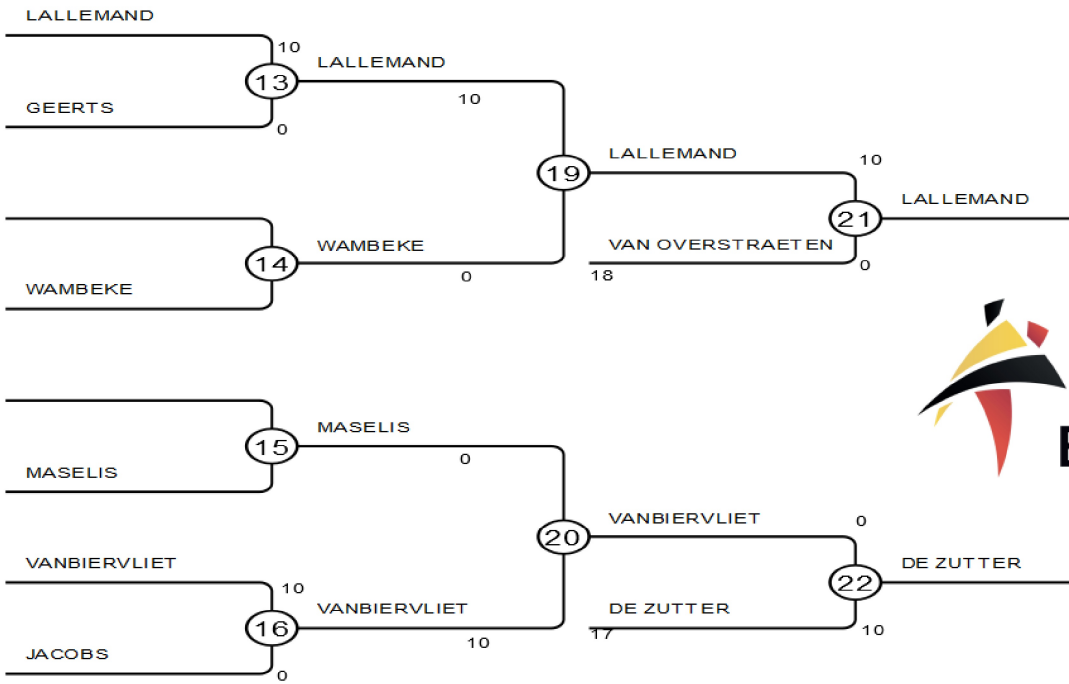 LALLEMAND
10
13
LALLEMAND
10
GEERTS
0
19
LALLEMAND
10
21
LALLEMAND
14
WAMBEKE
0
VAN OVERSTRAETEN
18
0
WAMBEKE
15
MASELIS
0
MASELIS
20
VANBIERVLIET
0
22
DE ZUTTER
VANBIERVLIET
10
16
VANBIERVLIET
10
DE ZUTTER
17
10
JACOBS
0